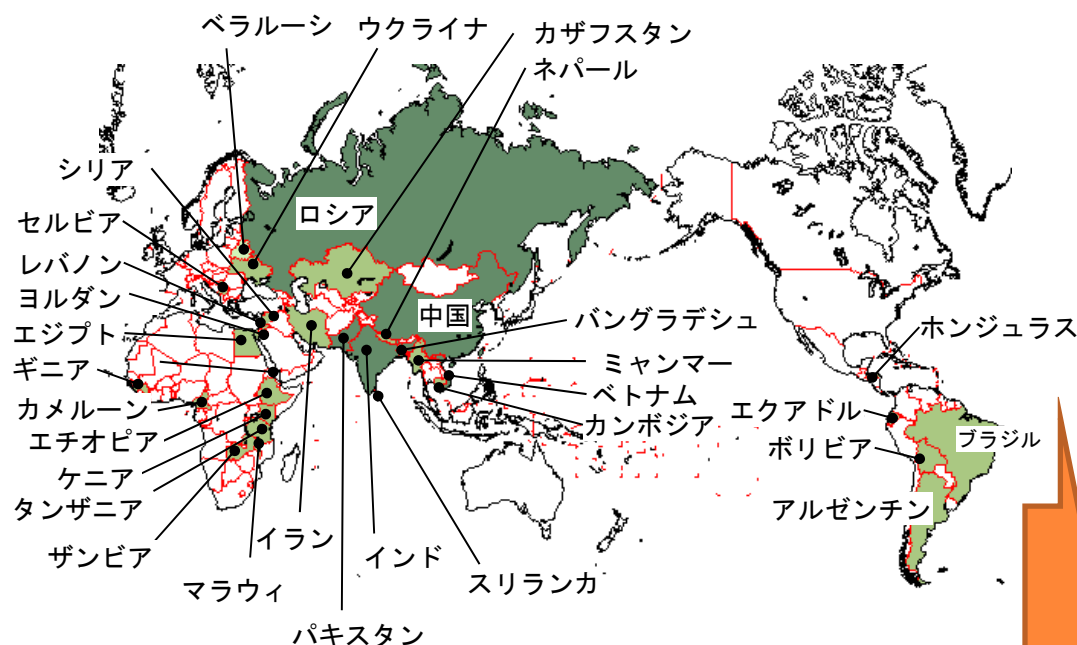 ベラルーシ
ウクライナ
カザフスタン
ネパール
シリア
セルビア
ロシア
レバノン
ヨルダン
中国
バングラデシュ
ホンジュラス
エジプト
ギニア
ミャンマー
ベトナム
カメルーン
カンボジア
エクアドル
エチオピア
ブラジル
ボリビア
ケニア
タンザニア
アルゼンチン
ザンビア
イラン
インド
マラウィ
スリランカ
パキスタン